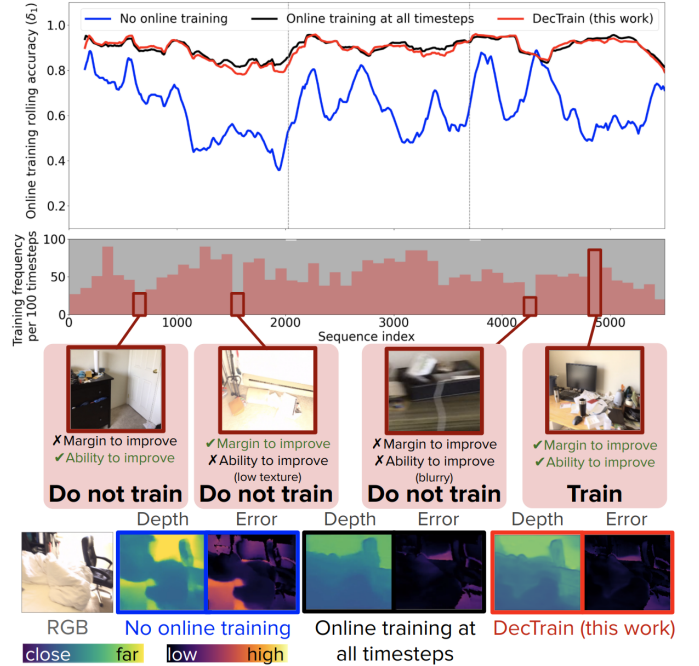 No online training
Online training at all timesteps
DecTrain (this work)
Online training rolling accuracy (δ₁)
1.0
0.8
0.6
0.4
0.2
Training frequency
per 100 timesteps
100
50
0
0 1000 2000 3000 4000 5000
Sequence index
✗Margin to improve
✔Ability to improve
Do not train
✔Margin to improve
✗Ability to improve
(low texture)
Do not train
✗Margin to improve
✗Ability to improve
(blurry)
Do not train
✔Margin to improve
✔Ability to improve
Train
Depth Error
Depth Error
Depth Error
RGB
No online training
Online training at
all timesteps
DecTrain (this work)
close far
low high